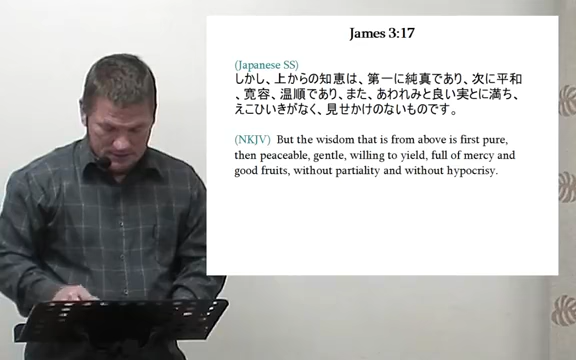 James 3:17
(Japanese SS)
しかし、上からの知恵は、第一に純真であり、次に平和
、寛容、温順であり、また、あわれみと良い実とに満ち、
えこひいきがなく、見せかけのないものです。
(NKJV) But the wisdom that is from above is first pure,
then peaceable, gentle, willing to yield, full of mercy and
good fruits, without partiality and without hypocrisy.